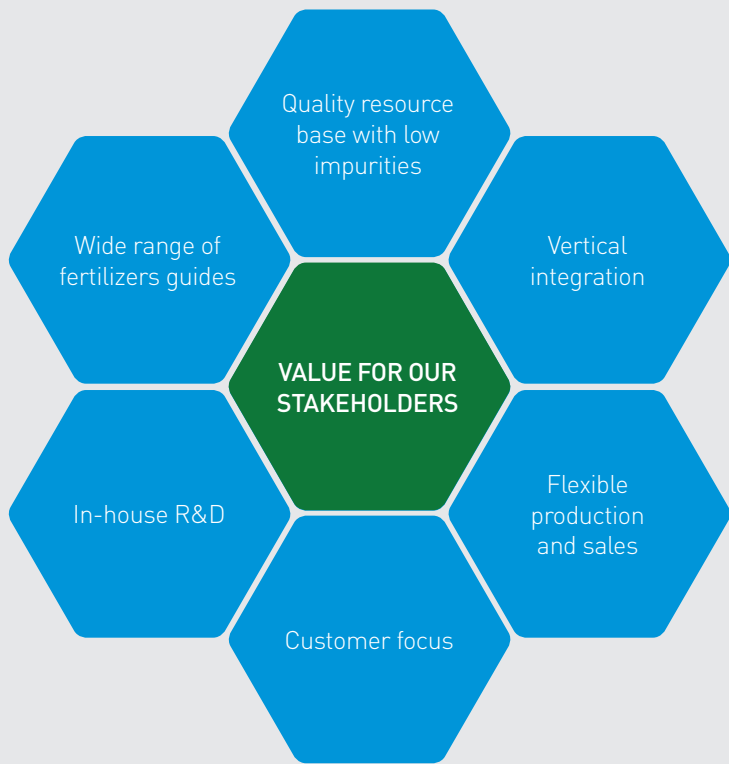 Quality resource
base with low
impurities
Wide range of
fertilizers guides
Vertical
integration
VALUE FOR OUR
STAKEHOLDERS
In-house R&D
Flexible
production
and sales
Customer focus